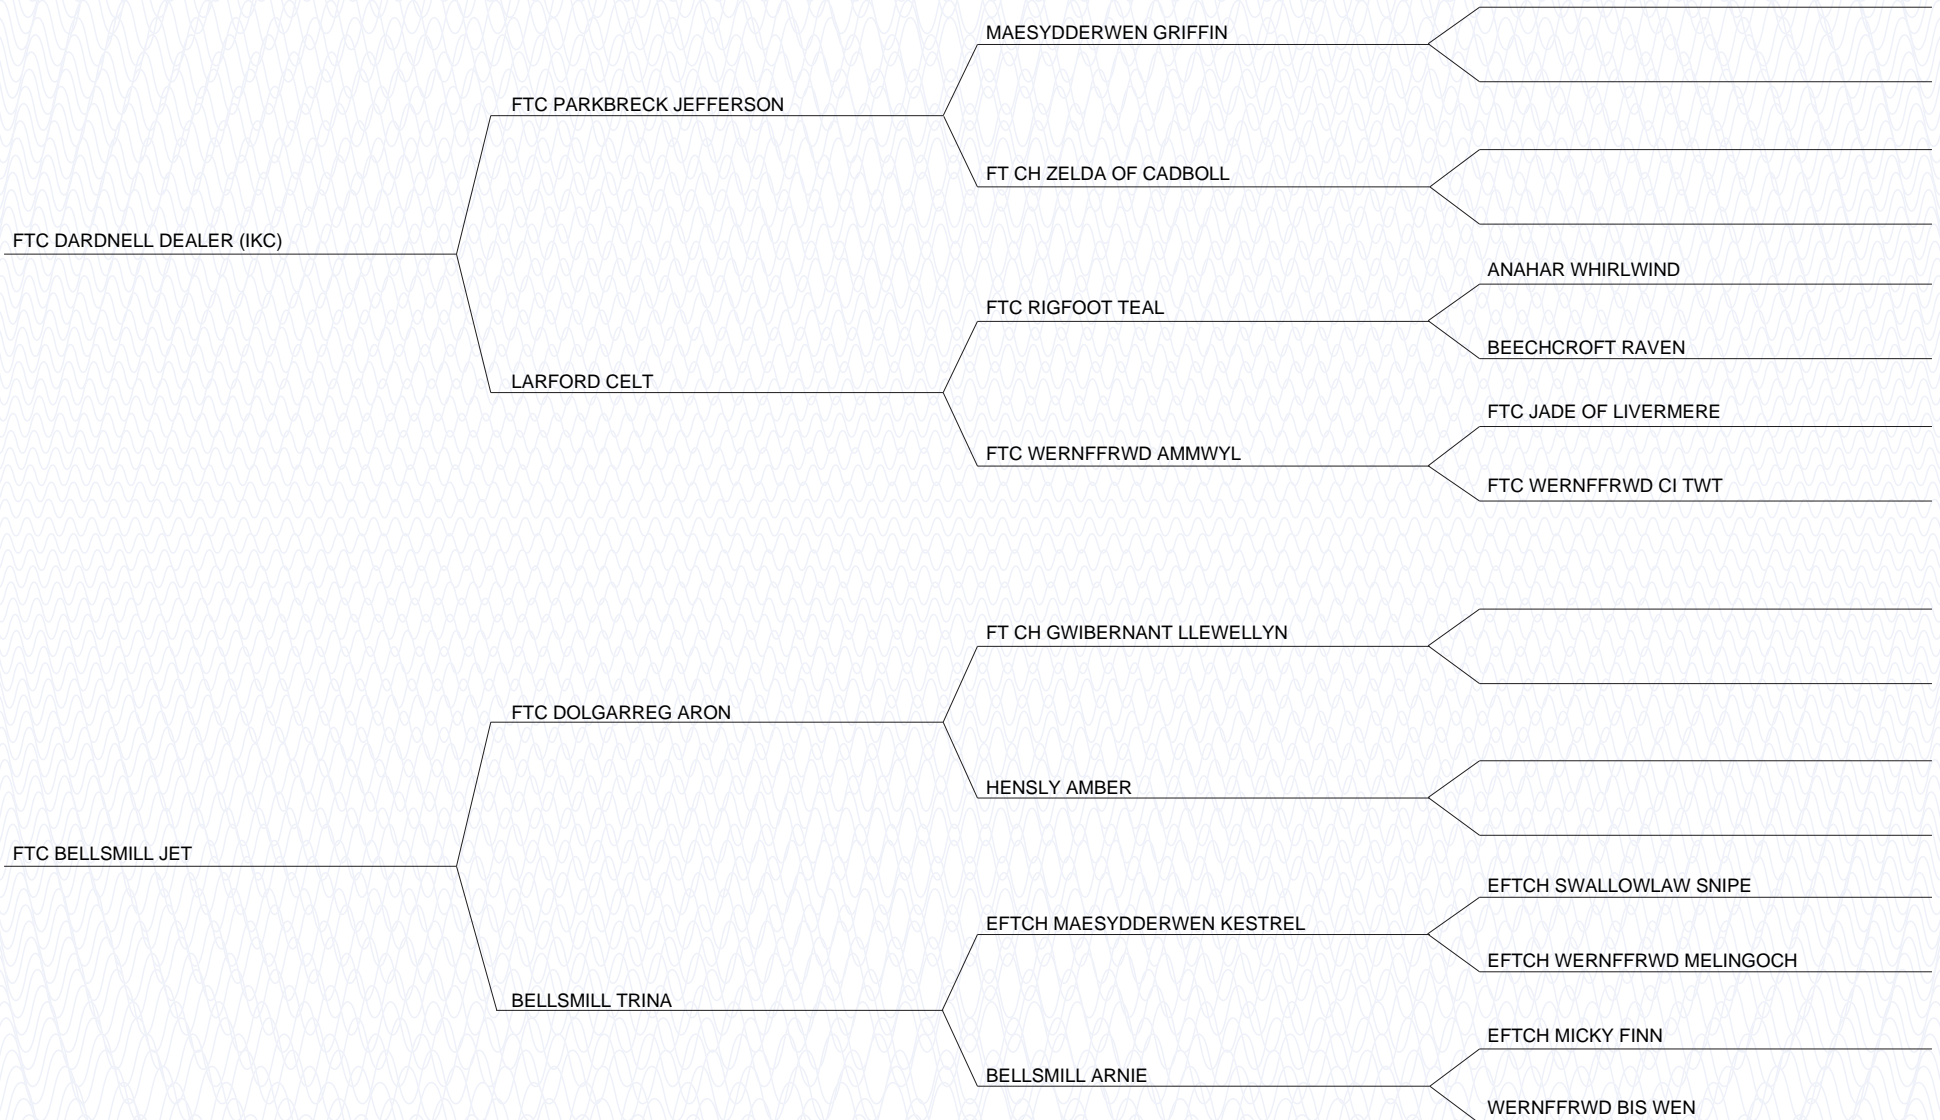 MAESYDDERWEN GRIFFIN
FTC PARKBRECK JEFFERSON
FT CH ZELDA OF CADBOLL
FTC DARDNELL DEALER (IKC)
ANAHAR WHIRLWIND
FTC RIGFOOT TEAL
BEECHCROFT RAVEN
LARFORD CELT
FTC JADE OF LIVERMERE
FTC WERNFFRWD AMMWYL
FTC WERNFFRWD CI TWT
FT CH GWIBERNANT LLEWELLYN
FTC DOLGARREG ARON
HENSLY AMBER
FTC BELLSMILL JET
EFTCH SWALLOWLAW SNIPE
EFTCH MAESYDDERWEN KESTREL
EFTCH WERNFFRWD MELINGOCH
BELLSMILL TRINA
EFTCH MICKY FINN
BELLSMILL ARNIE
WERNFFRWD BIS WEN